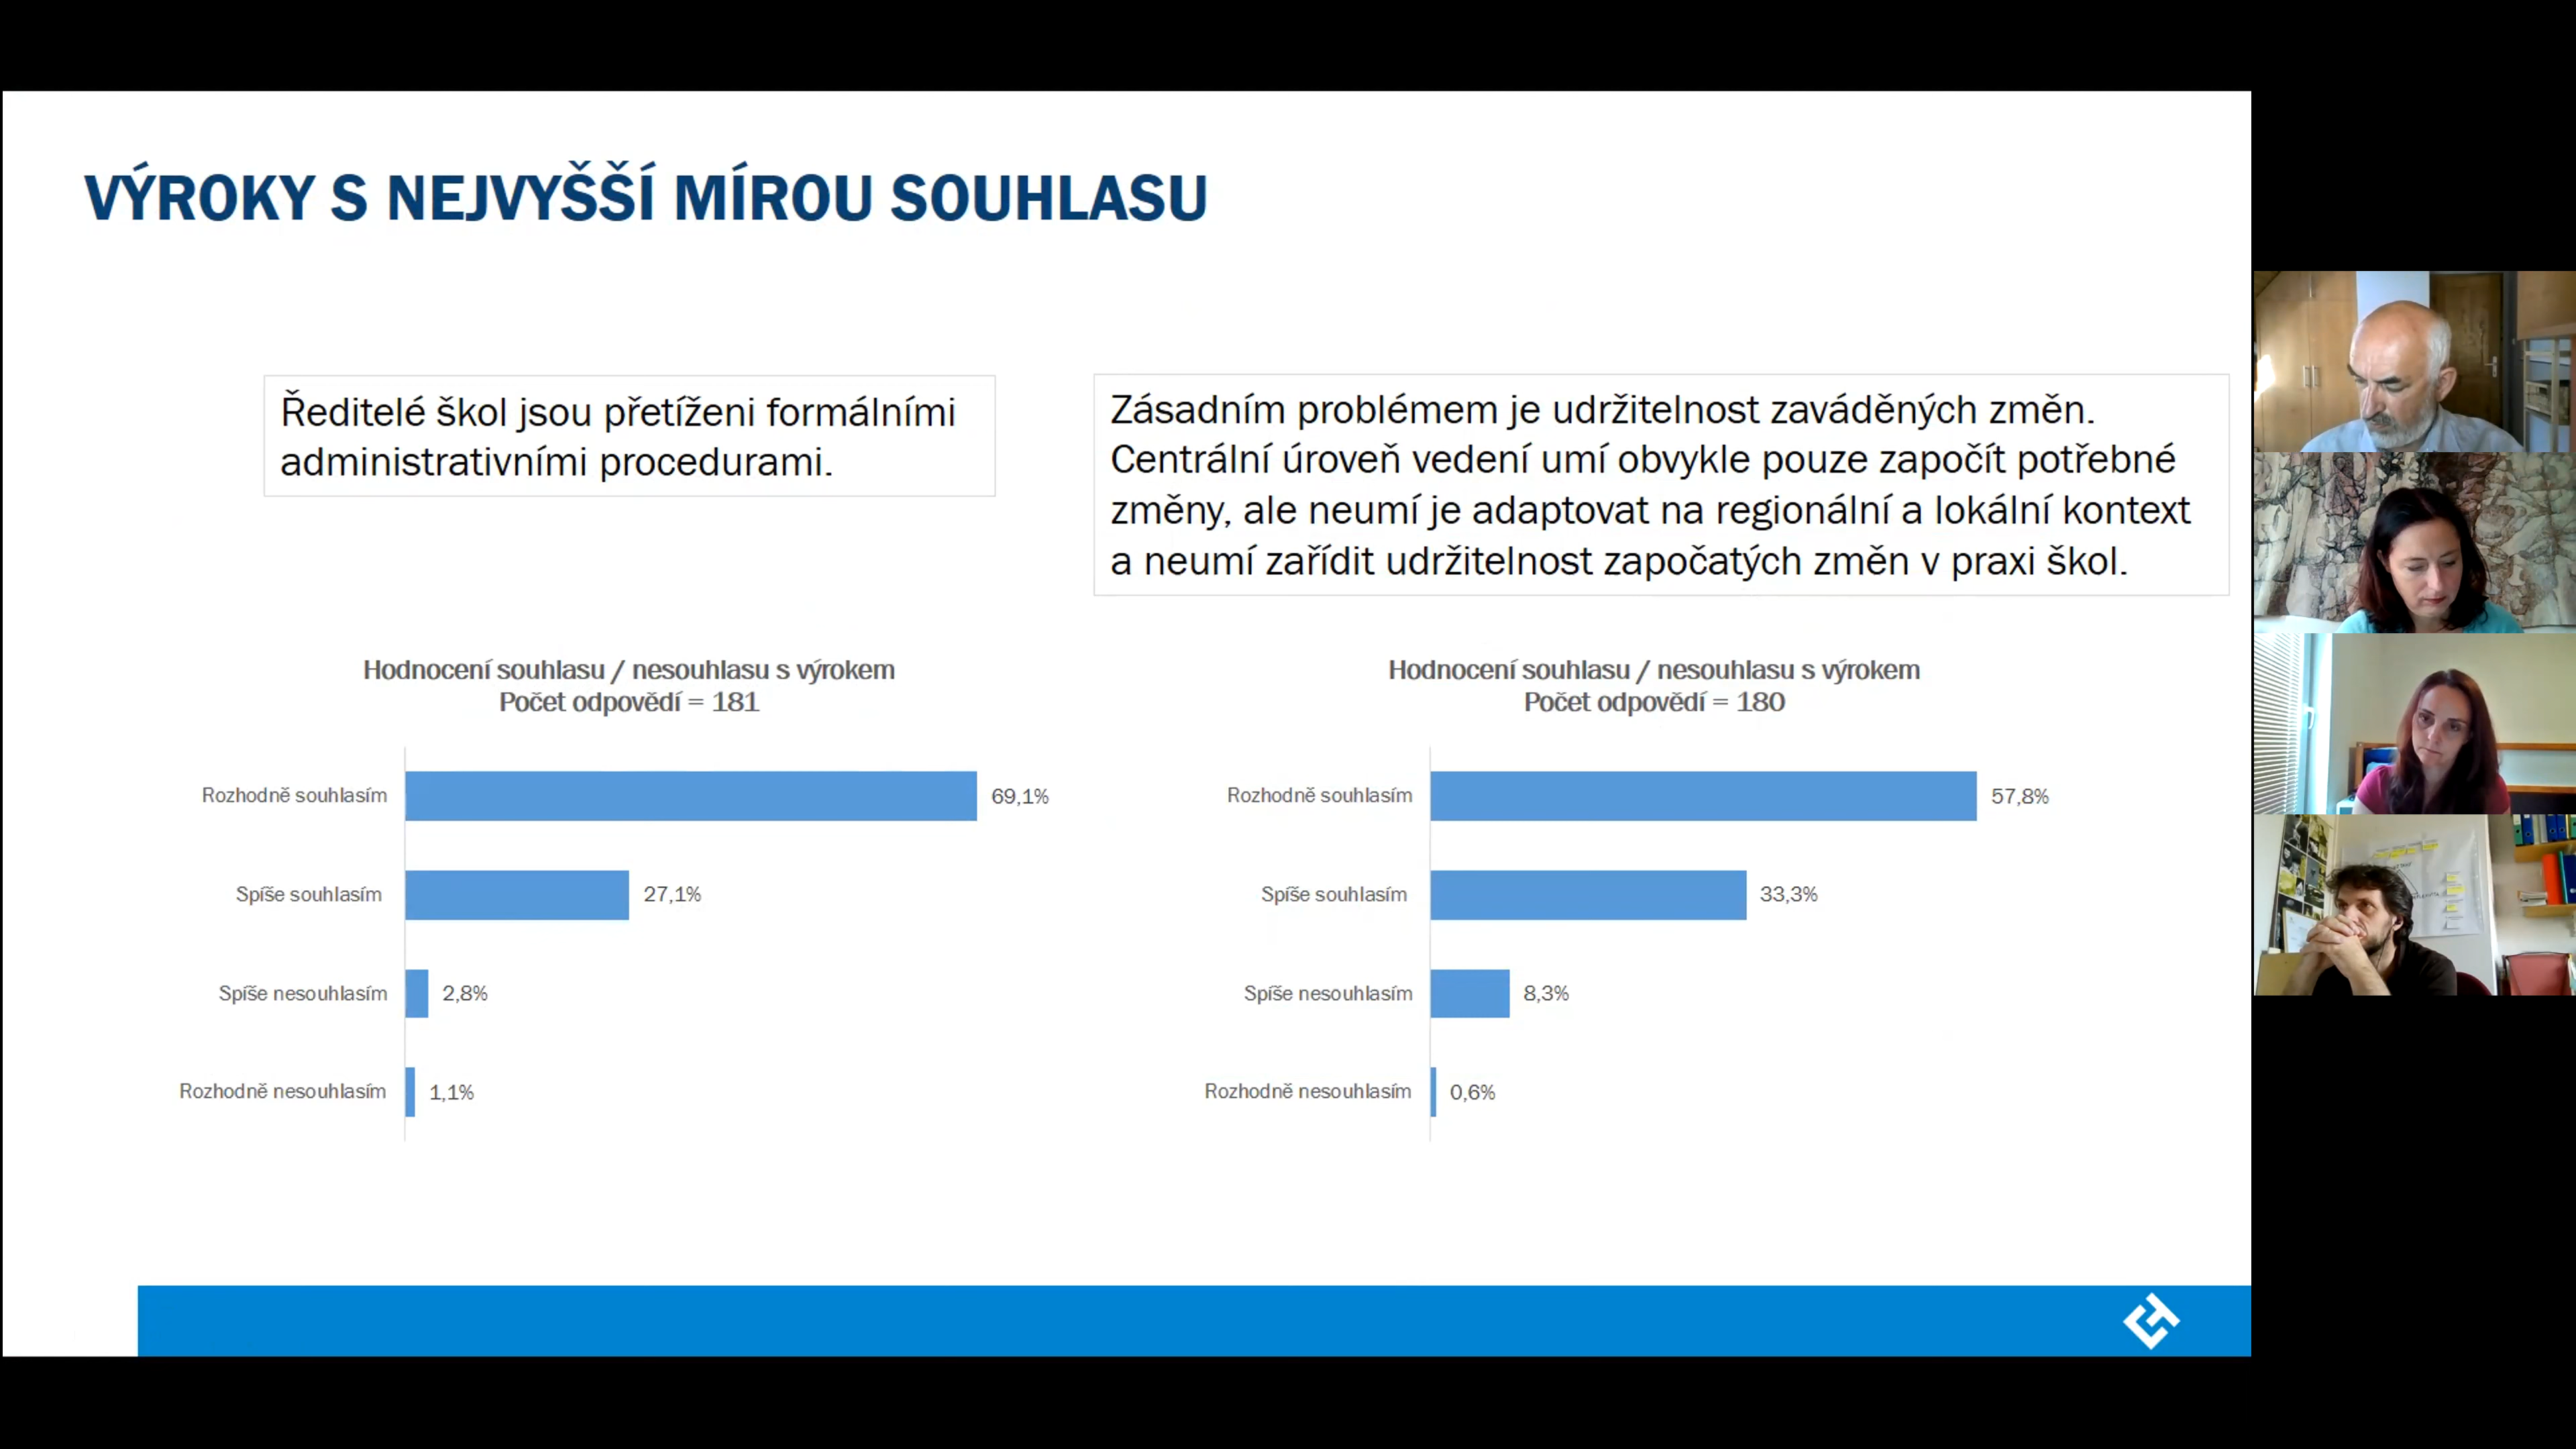 VÝROKY S NEJVYŠŠÍ MÍROU SOUHLASU
Ředitelé škol jsou přetíženi formálními
administrativními procedurami.
Zásadním problémem je udržitelnost zaváděných změn.
Centrální úroveň vedení umí obvykle pouze započít potřebné
změny, ale neumí je adaptovat na regionální a lokální kontext
a neumí zařídit udržitelnost započatých změn v praxi škol.
Hodnocení souhlasu / nesouhlasu s výrokem
Počet odpovědí = 181
Rozhodně souhlasím 69,1%
Spíše souhlasím 27,1%
Spíše nesouhlasím 2,8%
Rozhodně nesouhlasím 1,1%
Hodnocení souhlasu / nesouhlasu s výrokem
Počet odpovědí = 180
Rozhodně souhlasím 57,8%
Spíše souhlasím 33,3%
Spíše nesouhlasím 8,3%
Rozhodně nesouhlasím 0,6%